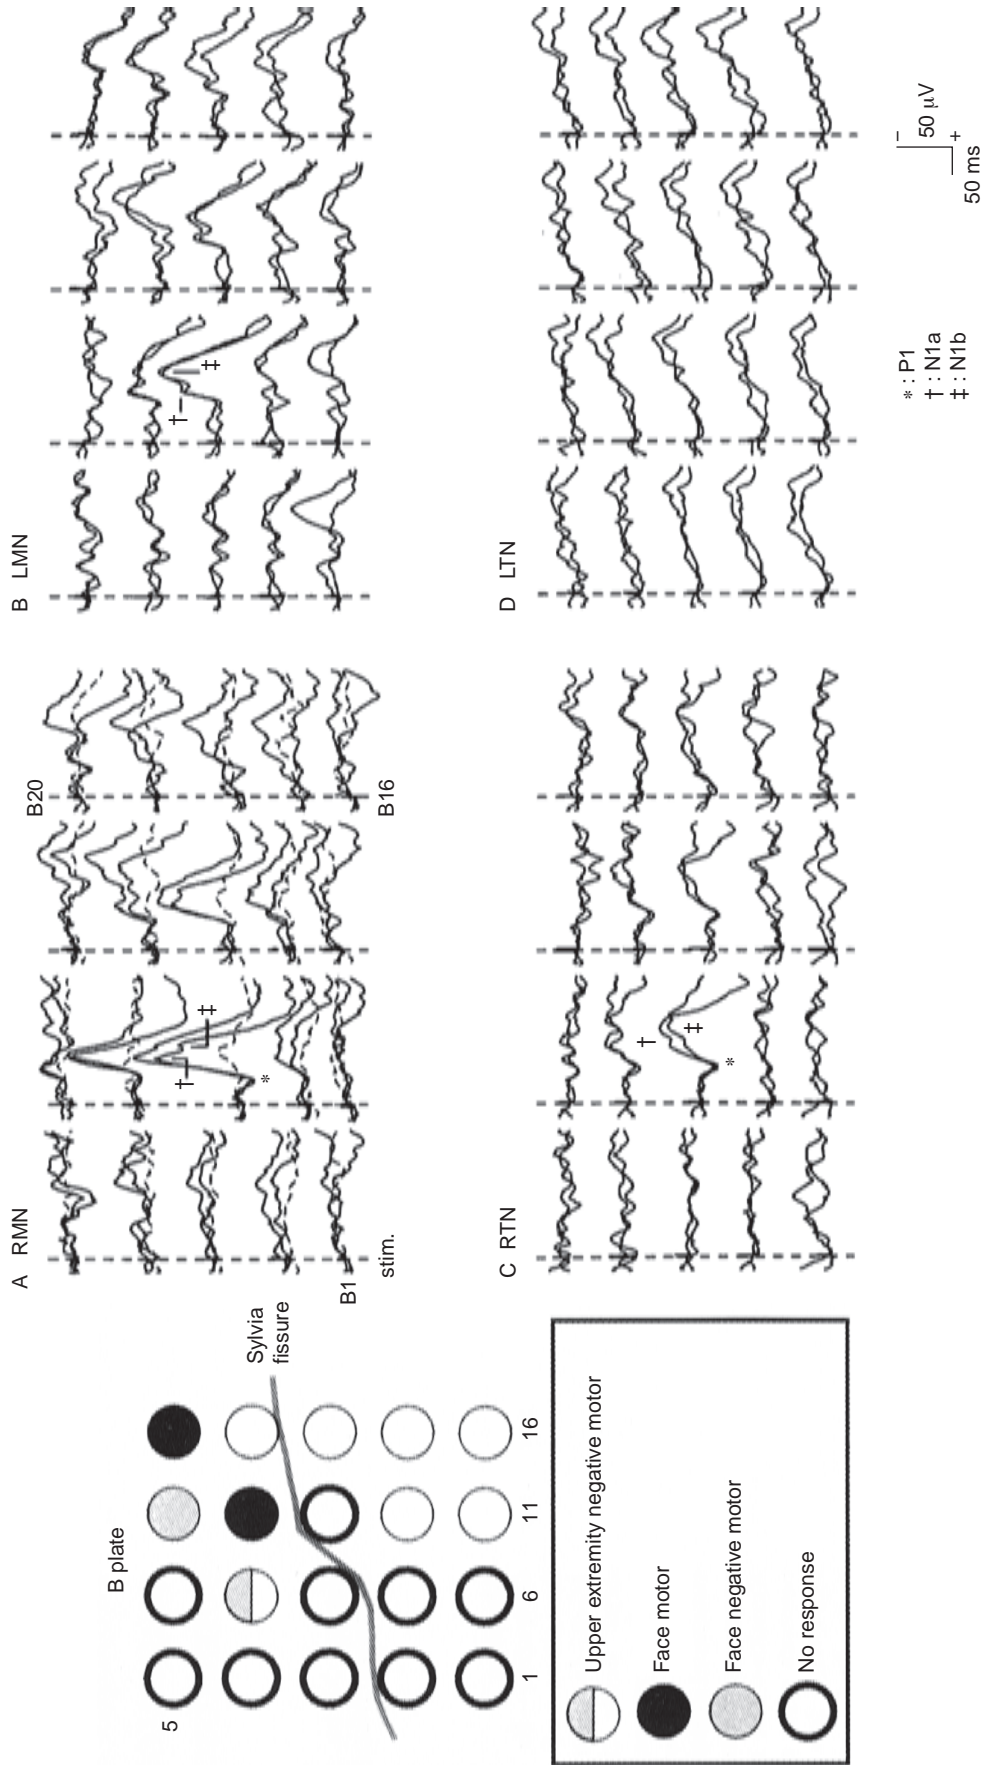 B plate
5
1
6
11
16
Sylvia
fissure
Upper extremity negative motor
Face motor
Face negative motor
No response
A RMN
B20
B1
B16
stim.
†
‡
*
B LMN
†
‡
C RTN
†
‡
*
D LTN
* : P1
† : N1a
‡ : N1b
−
50 μV
+
50 ms